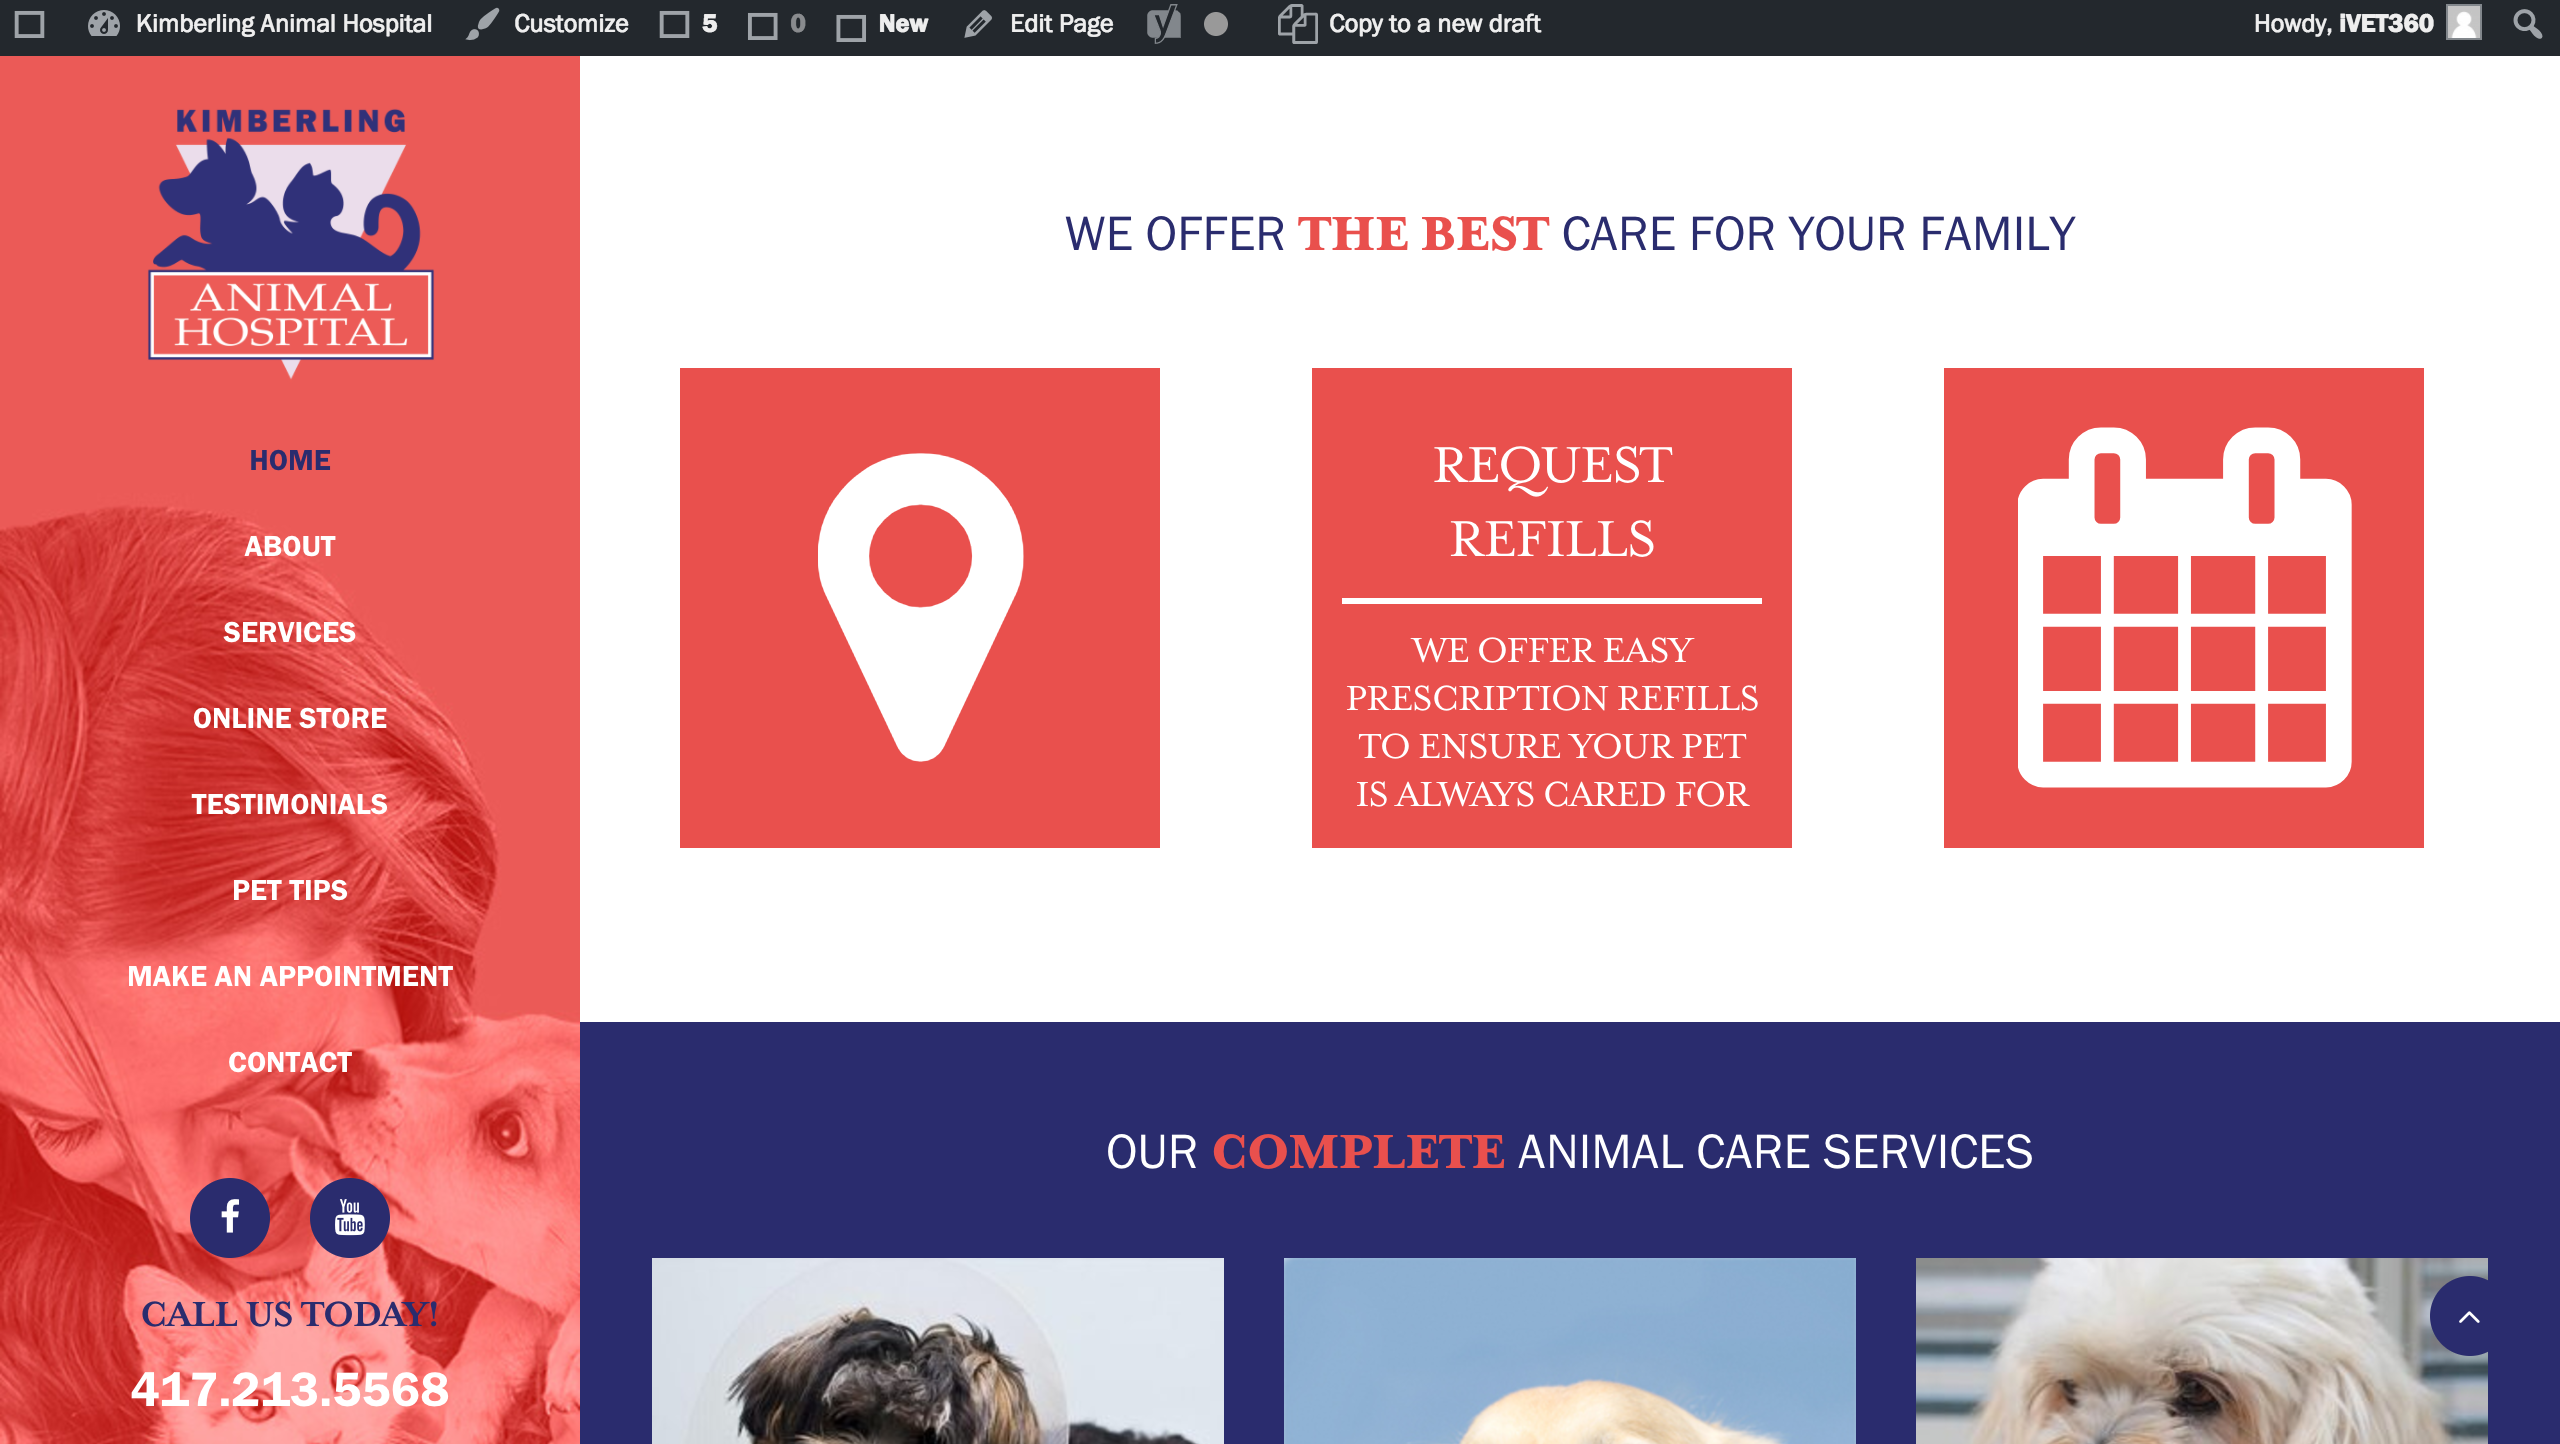 Kimberling Animal Hospital Customize 5 0 New Edit Page Copy to a new draft Howdy, iVET360
KIMBERLING
ANIMAL
HOSPITAL
HOME
ABOUT
SERVICES
ONLINE STORE
TESTIMONIALS
PET TIPS
MAKE AN APPOINTMENT
CONTACT
You
Tube
CALL US TODAY!
417.213.5568
WE OFFER THE BEST CARE FOR YOUR FAMILY
REQUEST
REFILLS
WE OFFER EASY
PRESCRIPTION REFILLS
TO ENSURE YOUR PET
IS ALWAYS CARED FOR
OUR COMPLETE ANIMAL CARE SERVICES